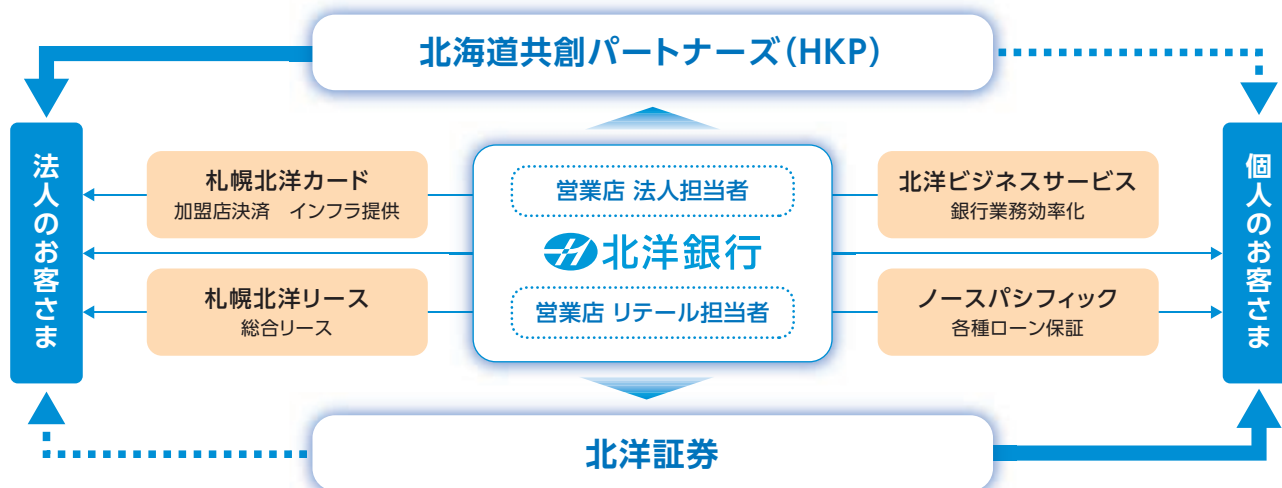 北海道共創パートナーズ(HKP)
法人のお客さま
札幌北洋カード
加盟店決済　インフラ提供
札幌北洋リース
総合リース
営業店 法人担当者
北洋銀行
営業店 リテール担当者
北洋ビジネスサービス
銀行業務効率化
ノースパシフィック
各種ローン保証
個人のお客さま
北洋証券